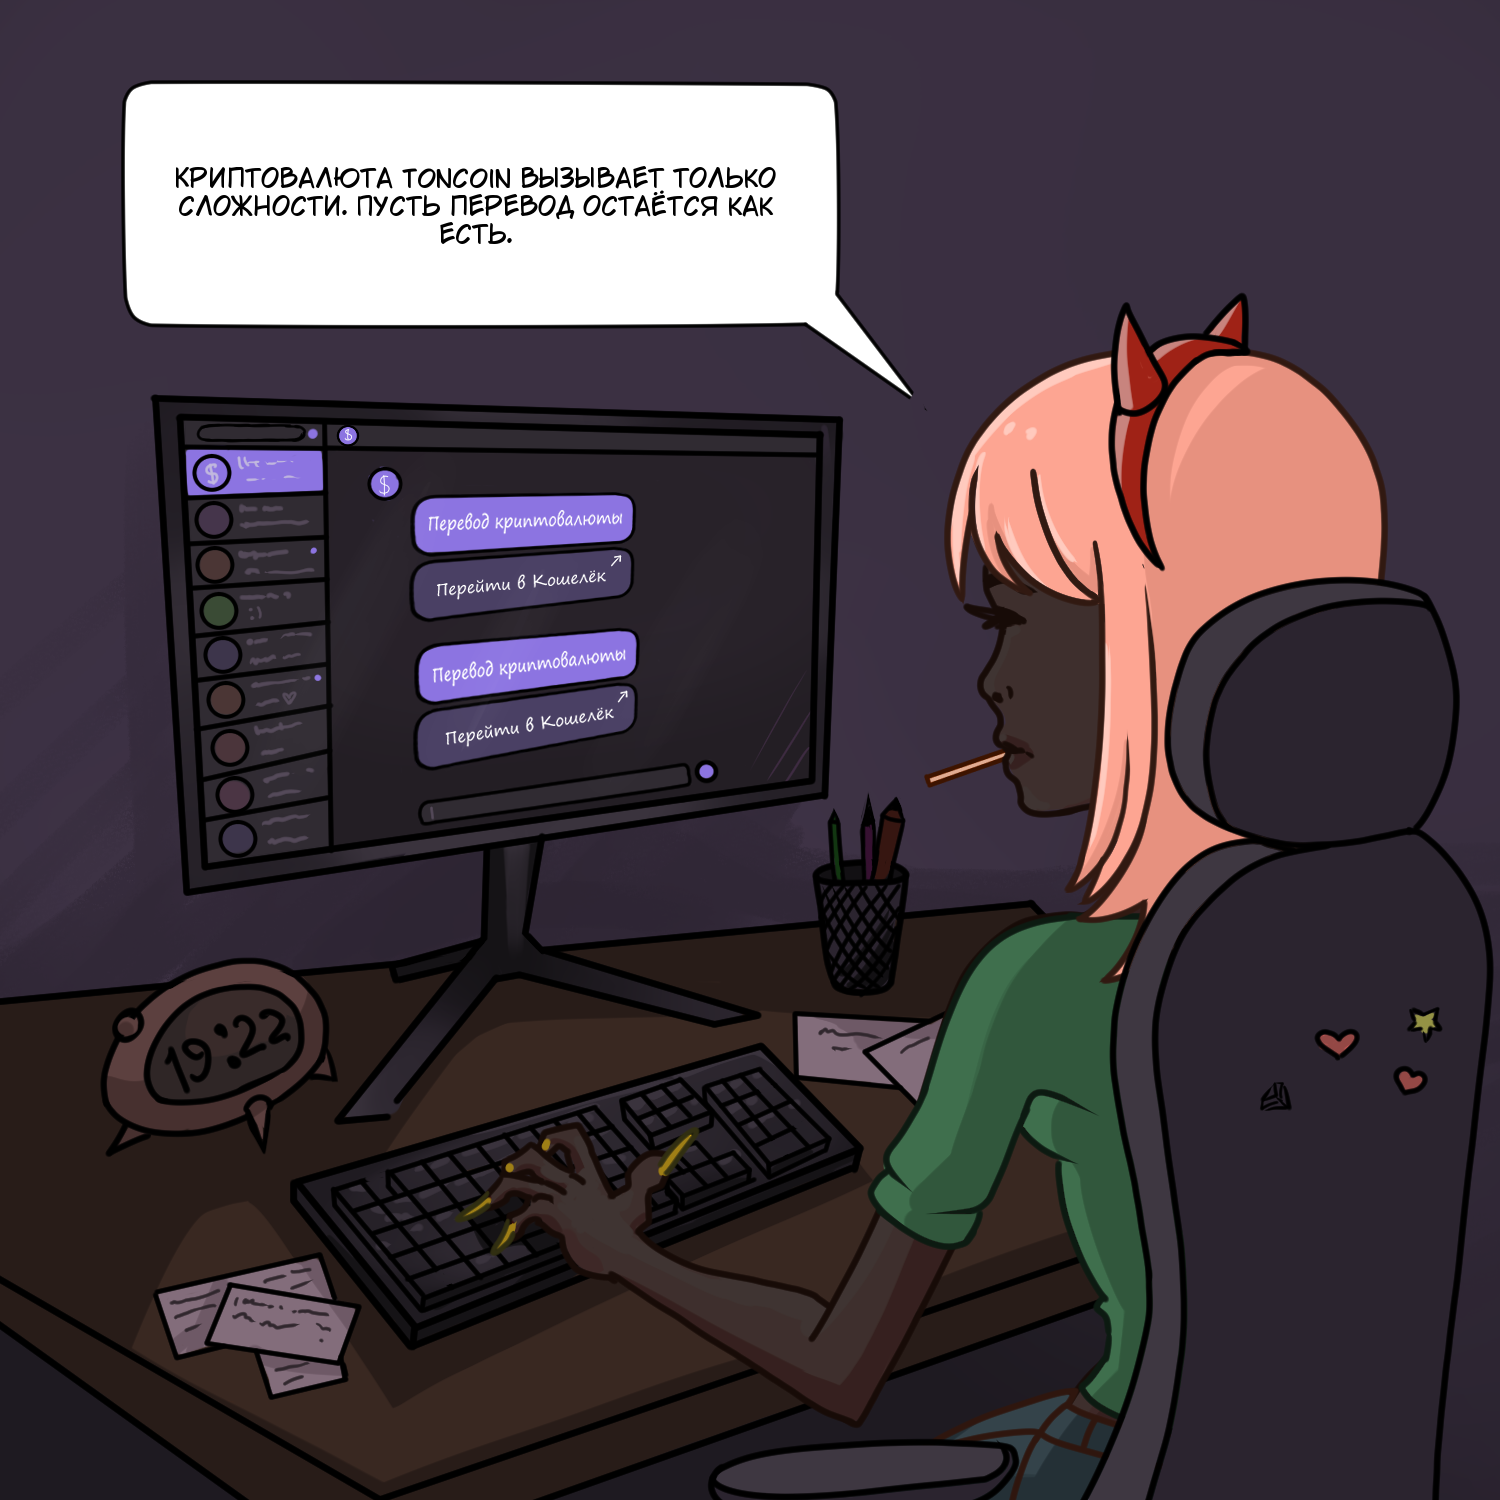 КРИПТОВАЛЮТА TONCOIN ВЫЗЫВАЕТ ТОЛЬКО
СЛОЖНОСТИ. ПУСТЬ ПЕРЕВОД ОСТАЁТСЯ КАК
ЕСТЬ.
$
$
$
Перевод криптовалюты
Перейти в Кошелёк
:)
Перевод криптовалюты
Перейти в Кошелёк
19:22